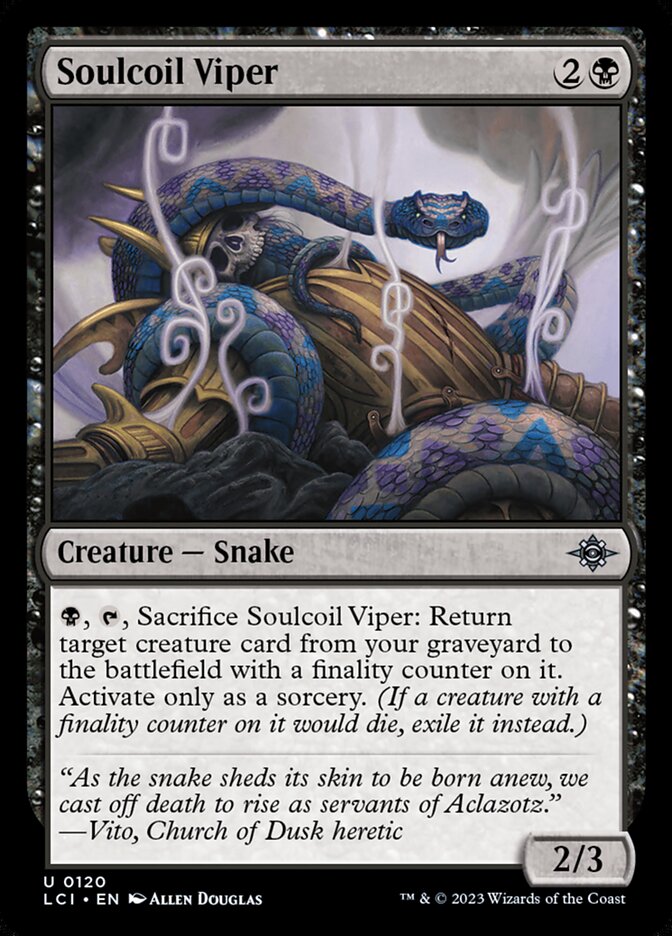 Soulcoil Viper 2
Creature — Snake
, , Sacrifice Soulcoil Viper: Return
target creature card from your graveyard to
the battlefield with a finality counter on it.
Activate only as a sorcery. (If a creature with a
finality counter on it would die, exile it instead.)
“As the snake sheds its skin to be born anew, we
cast off death to rise as servants of Aclazotz.”
—Vito, Church of Dusk heretic
2/3
U 0120
LCI • EN Allen Douglas
™ & © 2023 Wizards of the Coast